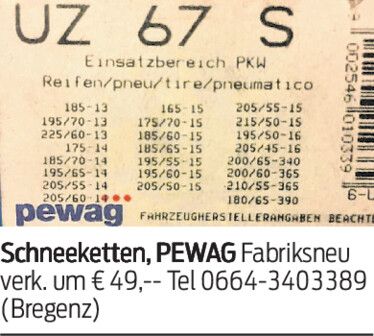 UZ 67 S
Einsatzbereich PKW
Reifen/pneu/tire/pneumatico
185-13 165-15 205/55-15
195/70-13 175/70-15 215/50-15
225/60-13 185/60-15 195/50-16
175-14 185/65-15 205/45-16
185/70-14 195/55-15 200/65-340
195/65-14 195/60-15 200/60-365
205/55-14 205/50-15 210/55-365
205/60-14 180/65-390
pewag FAHRZEUGHERSTELLERANGABEN BEACHTE
002546010339
Schneeketten, PEWAG Fabriksneu
verk. um € 49,-- Tel 0664-3403389
(Bregenz)